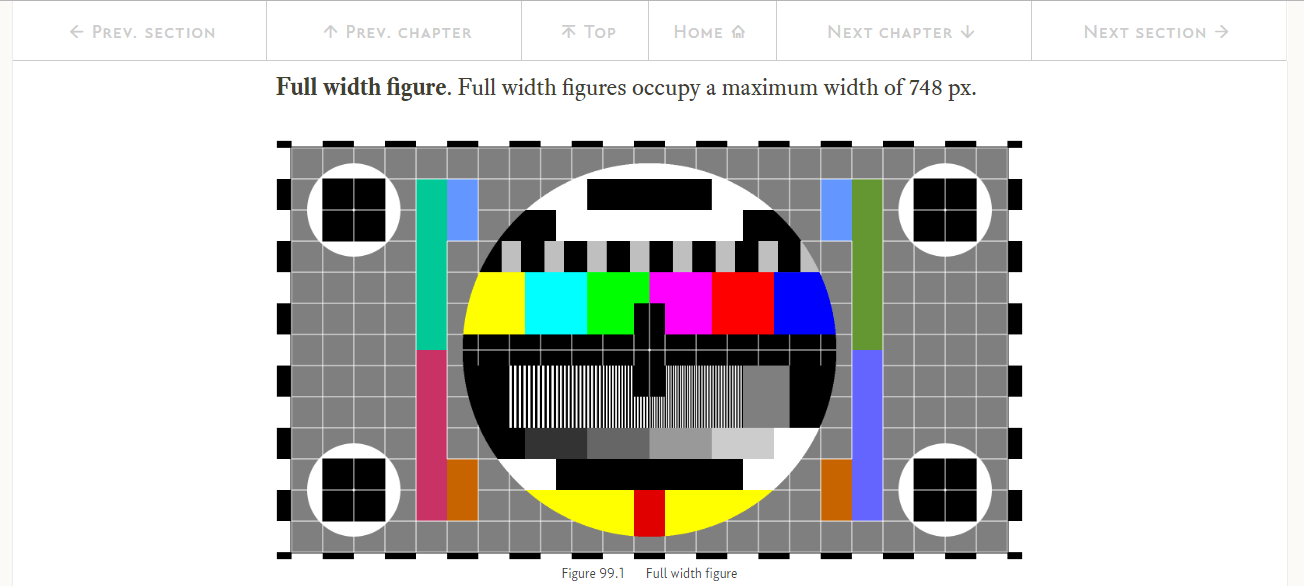 ← Prev. section
↑ Prev. chapter
Top
Home
Next chapter ↓
Next section →
Full width figure. Full width figures occupy a maximum width of 748 px.
Figure 99.1 Full width figure